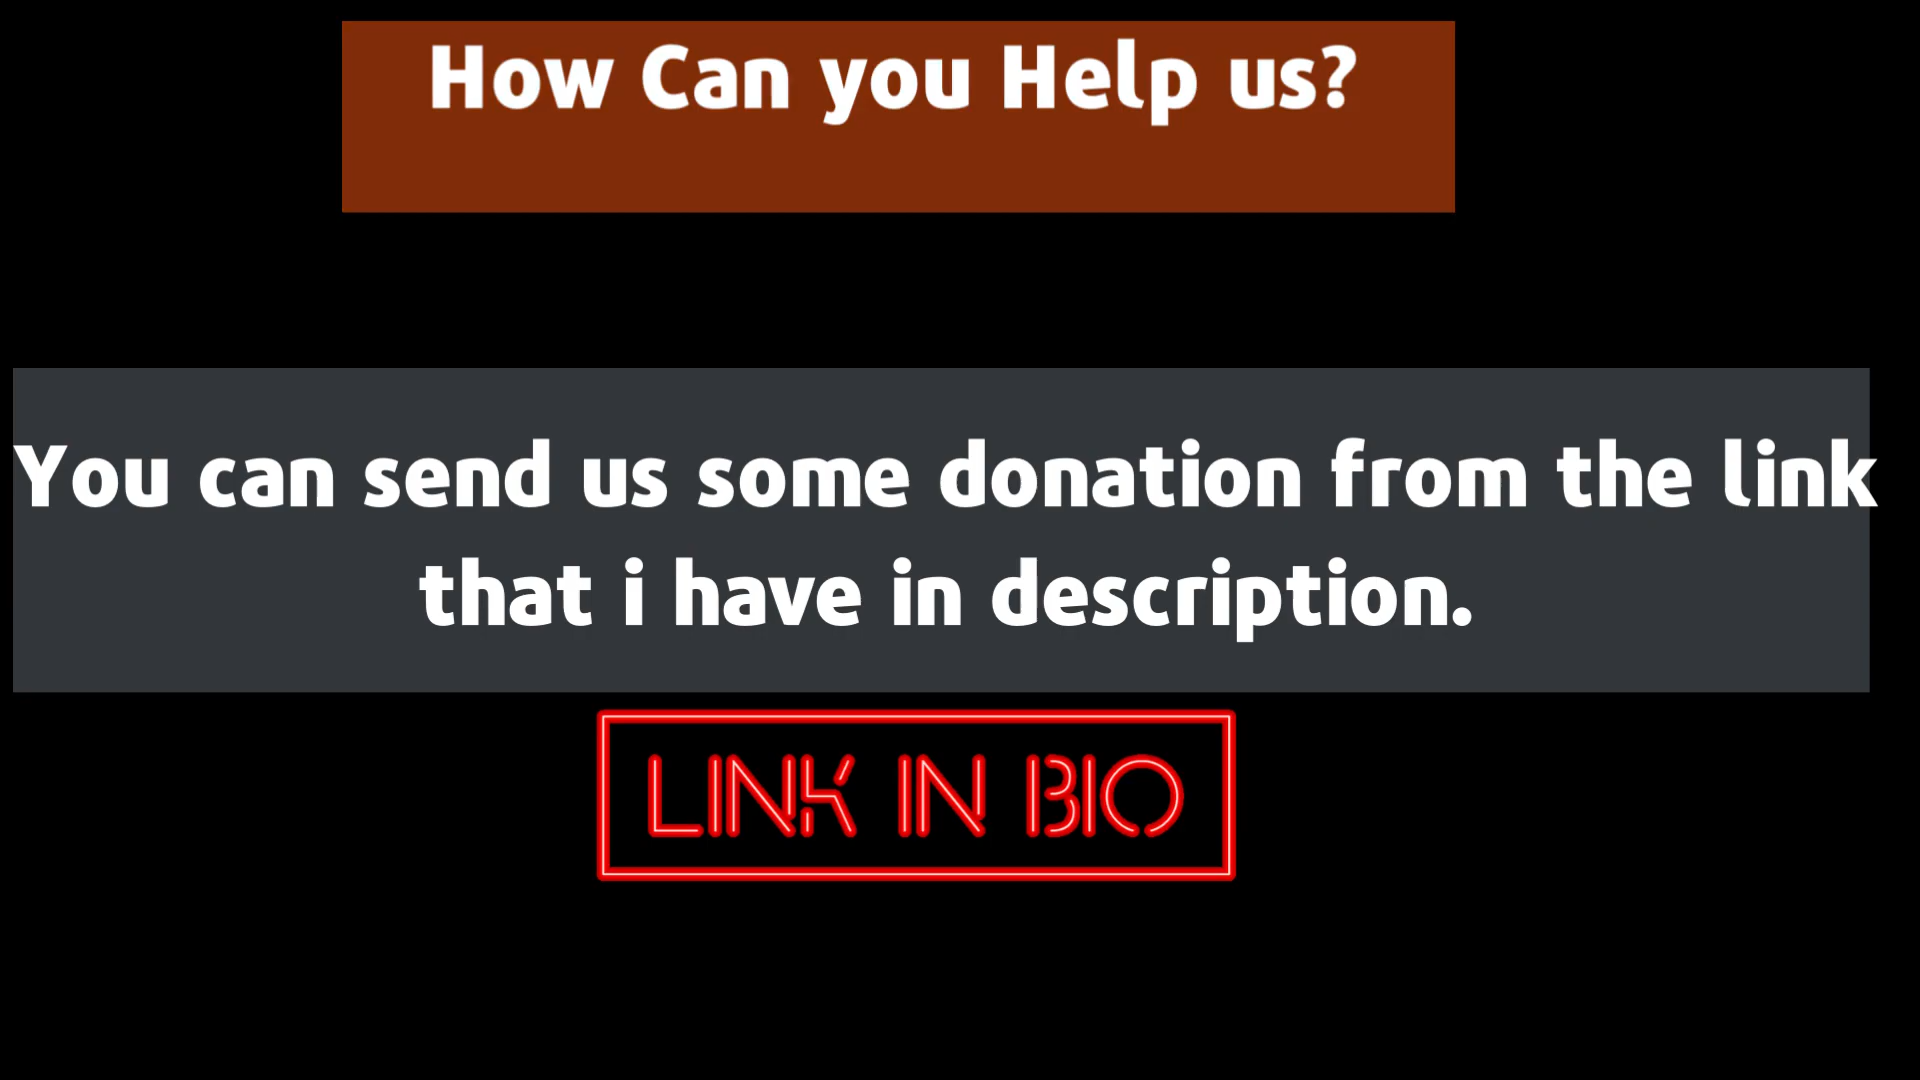 How Can you Help us?
You can send us some donation from the link
that i have in description.
LINK IN BIO